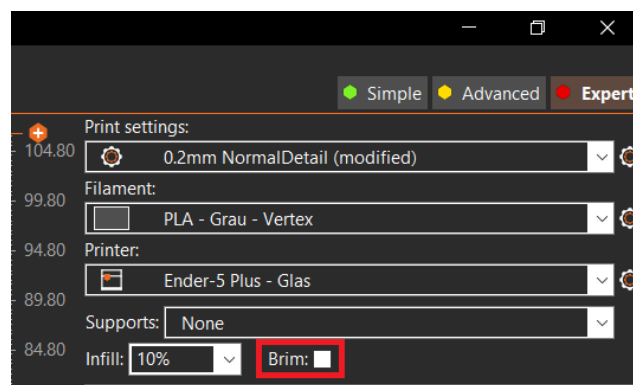 Simple Advanced Expert
Print settings:
104.80
0.2mm NormalDetail (modified)
Filament:
99.80
PLA - Grau - Vertex
94.80
Printer:
Ender-5 Plus - Glas
89.80
Supports: None
84.80
Infill: 10% Brim: